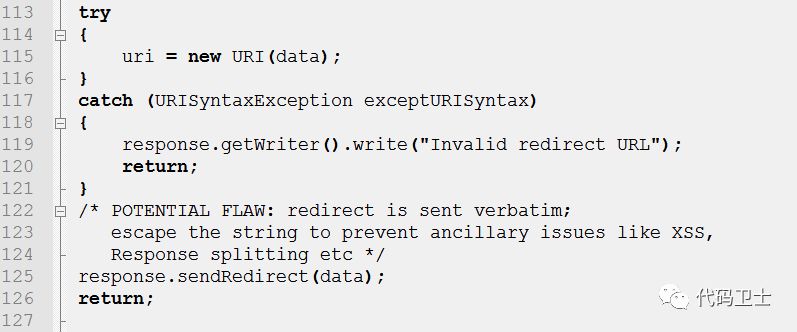 113 try
114 {
115     uri = new URI(data);
116 }
117 catch (URISyntaxException exceptURISyntax)
118 {
119     response.getWriter().write("Invalid redirect URL");
120     return;
121 }
122 /* POTENTIAL FLAW: redirect is sent verbatim;
123    escape the string to prevent ancillary issues like XSS,
124    Response splitting etc */
125 response.sendRedirect(data);
126 return;
127
代码卫士